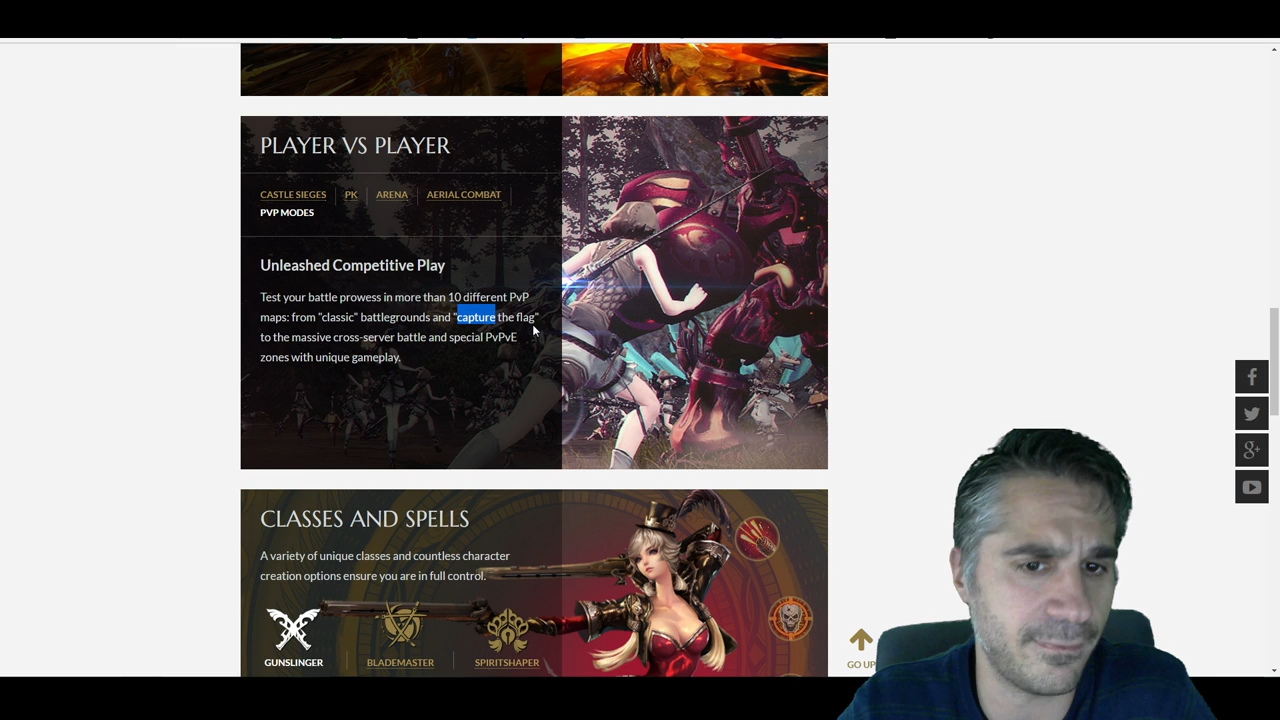 PLAYER VS PLAYER
CASTLE SIEGES PK ARENA AERIAL COMBAT
PVP MODES
Unleashed Competitive Play
Test your battle prowess in more than 10 different PvP
maps: from "classic" battlegrounds and "capture the flag"
to the massive cross-server battle and special PvPvE
zones with unique gameplay.
CLASSES AND SPELLS
A variety of unique classes and countless character
creation options ensure you are in full control.
GUNSLINGER BLADEMASTER SPIRITSHAPER
GO UP